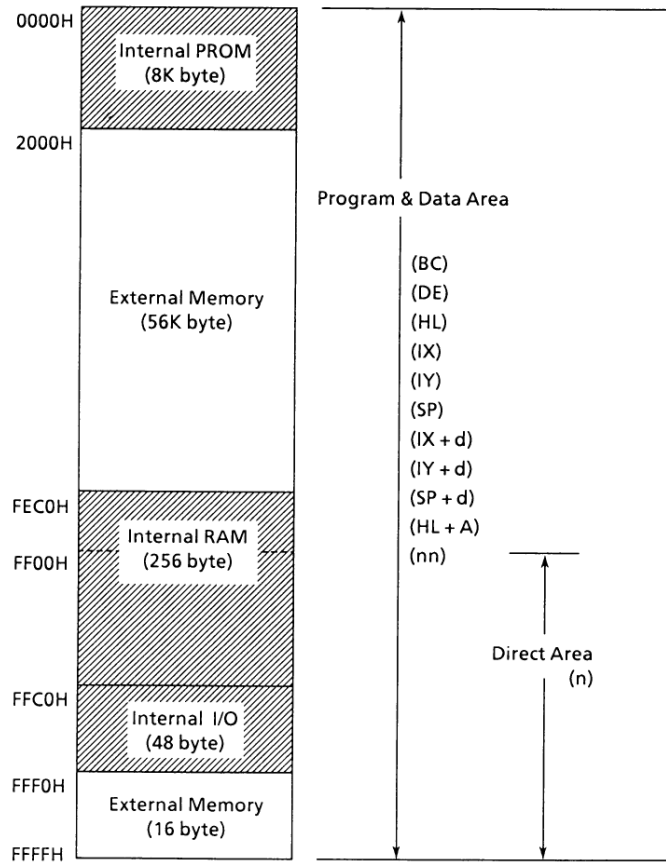 0000H
Internal PROM
(8K byte)
2000H
External Memory
(56K byte)
FEC0H
Internal RAM
(256 byte)
FF00H
FFC0H
Internal I/O
(48 byte)
FFF0H
External Memory
(16 byte)
FFFFH
Program & Data Area
(BC)
(DE)
(HL)
(IX)
(IY)
(SP)
(IX + d)
(IY + d)
(SP + d)
(HL + A)
(nn)
Direct Area
(n)